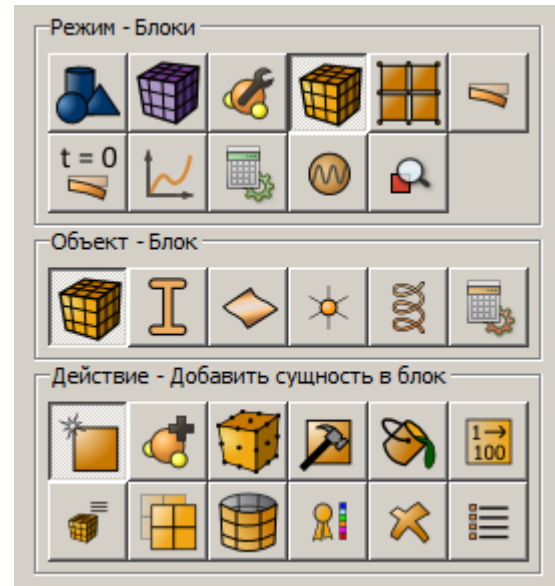 Режим - Блоки
t = 0
Объект - Блок
Действие - Добавить сущность в блок
1→
100